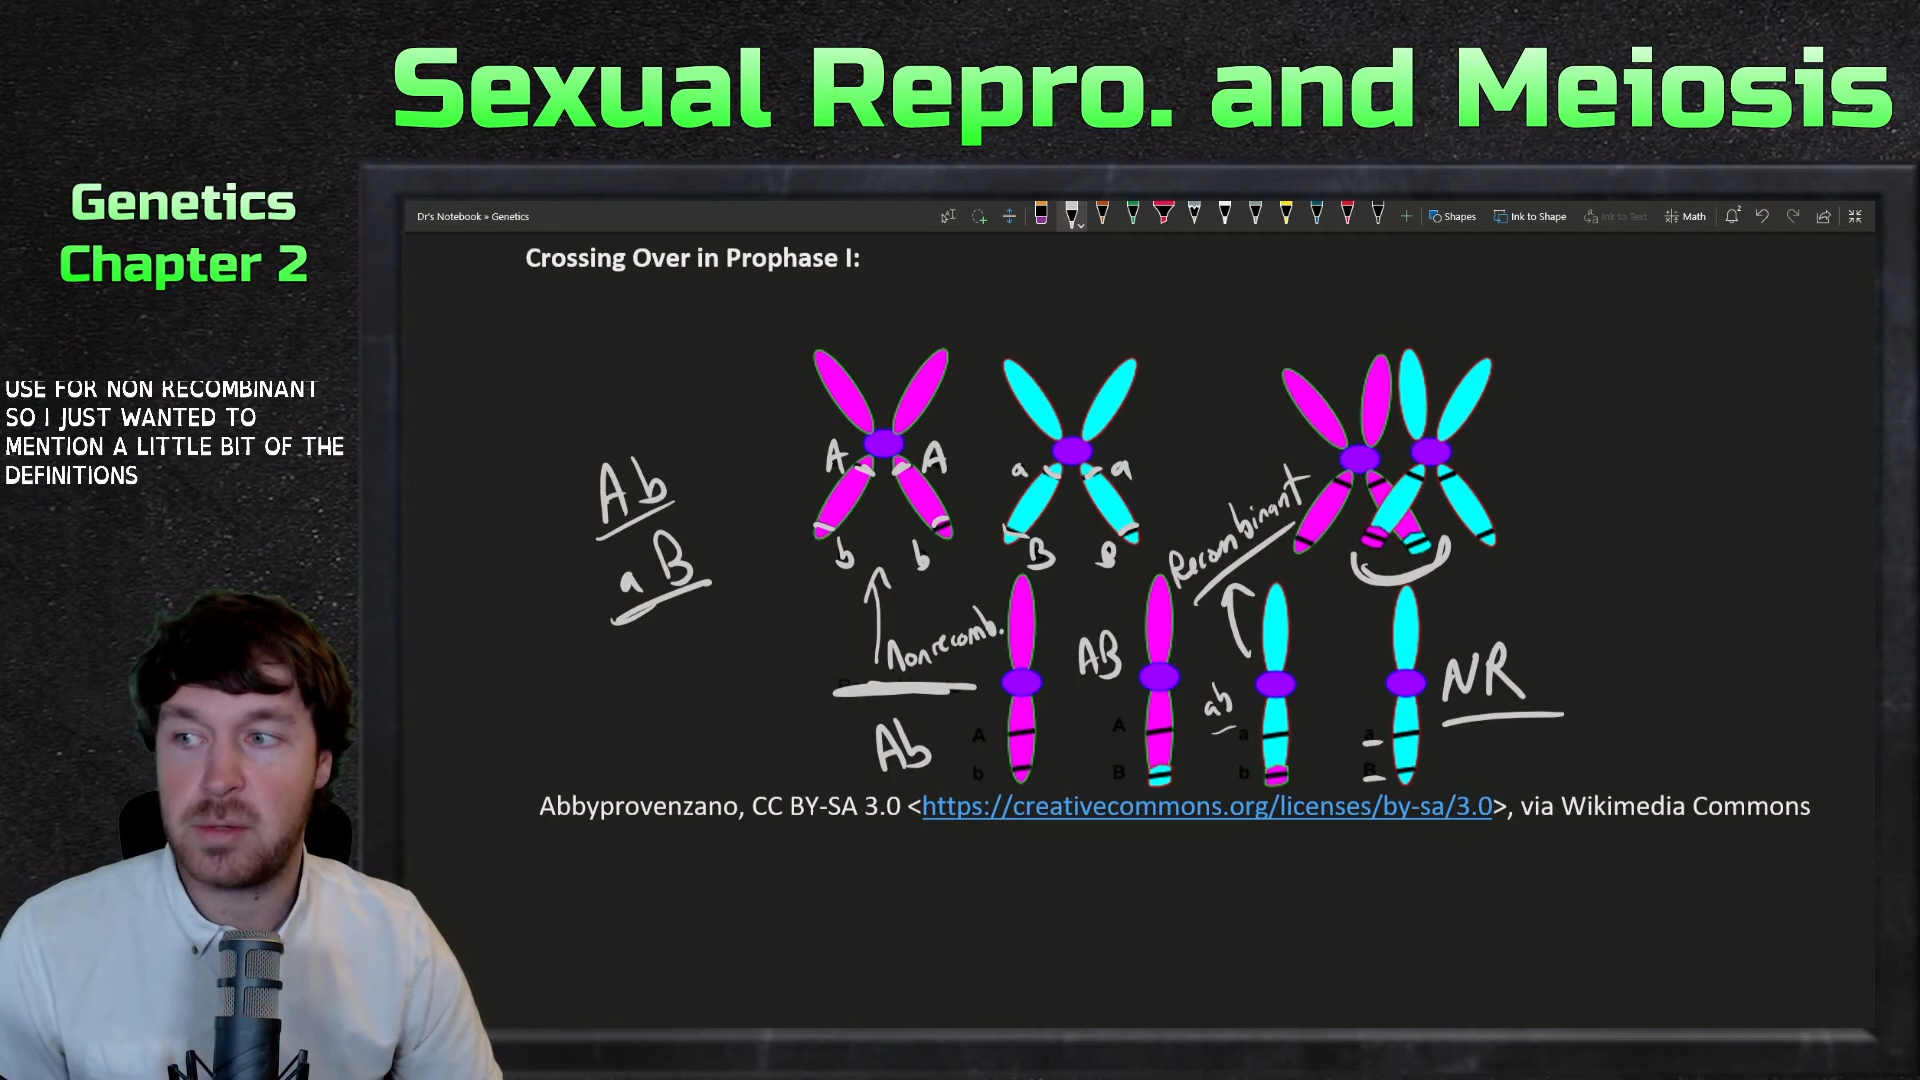 Sexual Repro. and Meiosis
Genetics
Chapter 2
USE FOR NON RECOMBINANT
SO I JUST WANTED TO
MENTION A LITTLE BIT OF THE
DEFINITIONS
Dr's Notebook » Genetics
Shapes
Ink to Shape
Ink to Text
Math
Crossing Over in Prophase I:
Ab
aB
A A
b b
a a
B B
Recombinant
Nonrecomb.
Ab
A
b
AB
A
B
ab
a
b
a
B
NR
Abbyprovenzano, CC BY-SA 3.0 <https://creativecommons.org/licenses/by-sa/3.0>, via Wikimedia Commons